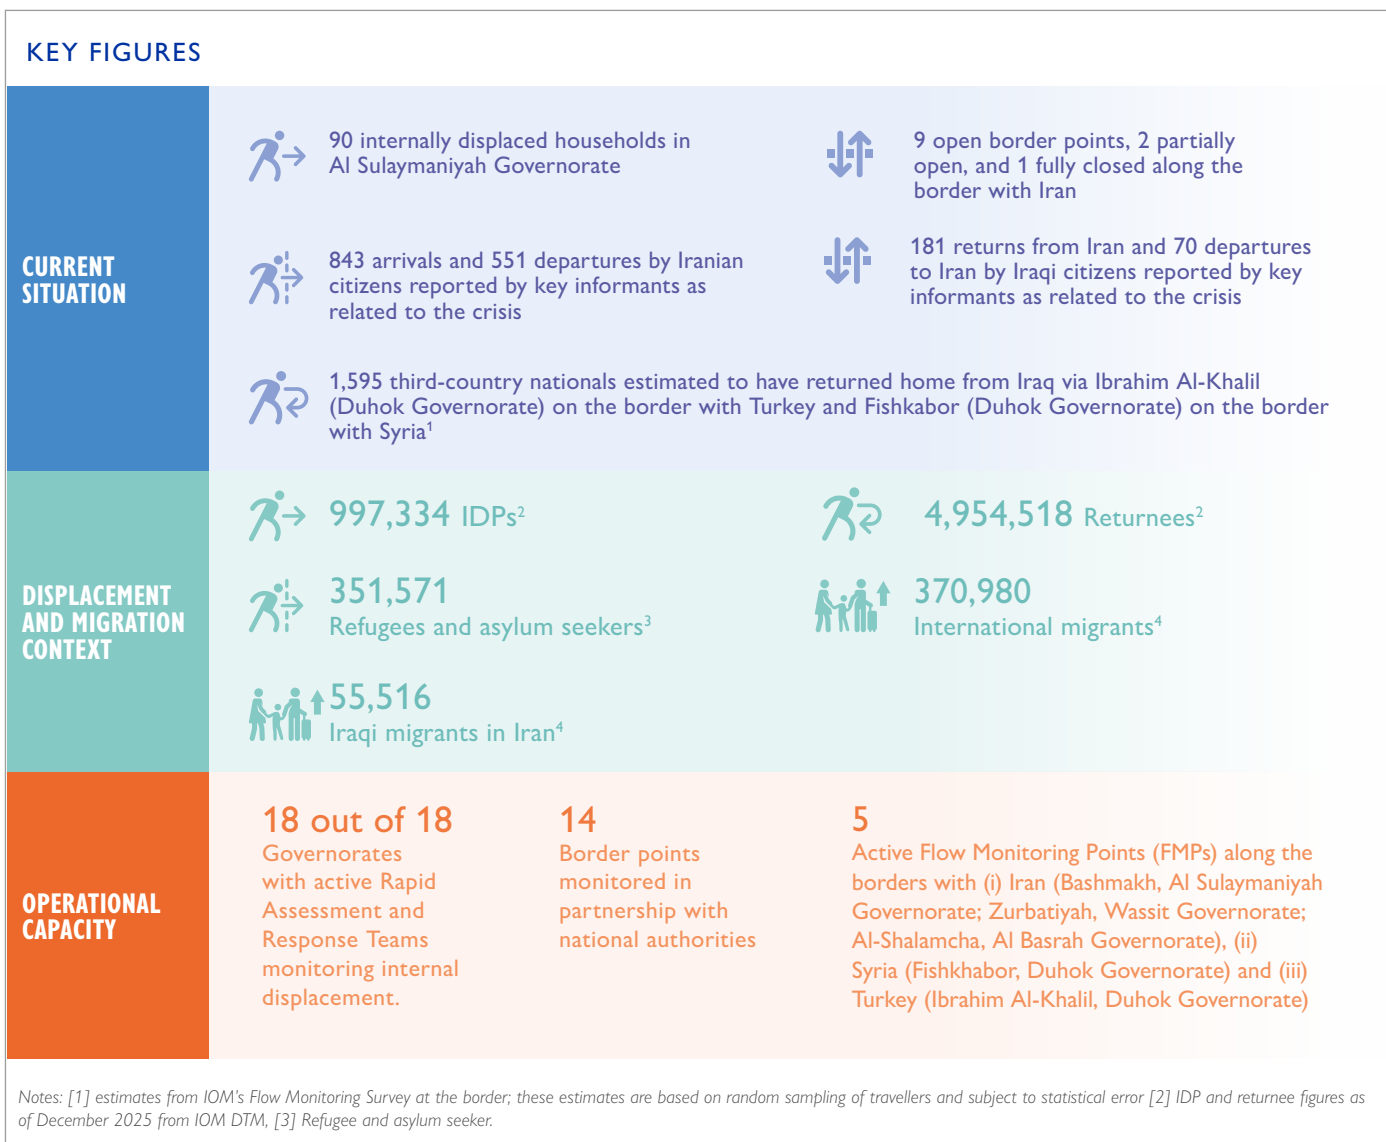 KEY FIGURES
CURRENT
SITUATION
90 internally displaced households in
Al Sulaymaniyah Governorate
9 open border points, 2 partially
open, and 1 fully closed along the
border with Iran
843 arrivals and 551 departures by Iranian
citizens reported by key informants as
related to the crisis
181 returns from Iran and 70 departures
to Iran by Iraqi citizens reported by key
informants as related to the crisis
1,595 third-country nationals estimated to have returned home from Iraq via Ibrahim Al-Khalil
(Duhok Governorate) on the border with Turkey and Fishkabor (Duhok Governorate) on the border
with Syria1
DISPLACEMENT
AND MIGRATION
CONTEXT
997,334 IDPs2
4,954,518 Returnees2
351,571
Refugees and asylum seekers3
370,980
International migrants4
55,516
Iraqi migrants in Iran4
OPERATIONAL
CAPACITY
18 out of 18
Governorates
with active Rapid
Assessment and
Response Teams
monitoring internal
displacement.
14
Border points
monitored in
partnership with
national authorities
5
Active Flow Monitoring Points (FMPs) along the
borders with (i) Iran (Bashmakh, Al Sulaymaniyah
Governorate; Zurbatiyah, Wassit Governorate;
Al-Shalamcha, Al Basrah Governorate), (ii)
Syria (Fishkhabor, Duhok Governorate) and (iii)
Turkey (Ibrahim Al-Khalil, Duhok Governorate)
Notes: [1] estimates from IOM's Flow Monitoring Survey at the border; these estimates are based on random sampling of travellers and subject to statistical error [2] IDP and returnee figures as
of December 2025 from IOM DTM, [3] Refugee and asylum seeker.